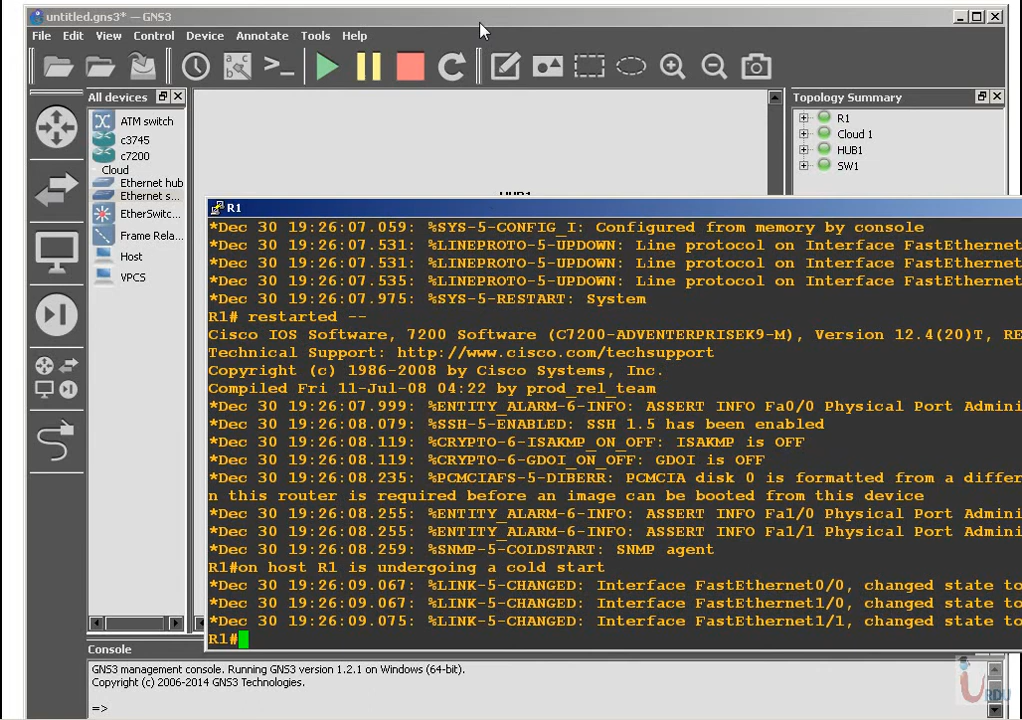 untitled.gns3* — GNS3
File Edit View Control Device Annotate Tools Help
All devices
ATM switch
c3745
c7200
Cloud
Ethernet hub
Ethernet s...
EtherSwitc...
Frame Rela...
Host
VPCS
Topology Summary
R1
Cloud 1
HUB1
SW1
HUB1
R1
*Dec 30 19:26:07.059: %SYS-5-CONFIG_I: Configured from memory by console
*Dec 30 19:26:07.531: %LINEPROTO-5-UPDOWN: Line protocol on Interface FastEthernet
*Dec 30 19:26:07.531: %LINEPROTO-5-UPDOWN: Line protocol on Interface FastEthernet
*Dec 30 19:26:07.535: %LINEPROTO-5-UPDOWN: Line protocol on Interface FastEthernet
*Dec 30 19:26:07.975: %SYS-5-RESTART: System
R1# restarted --
Cisco IOS Software, 7200 Software (C7200-ADVENTERPRISEK9-M), Version 12.4(20)T, RE
Technical Support: http://www.cisco.com/techsupport
Copyright (c) 1986-2008 by Cisco Systems, Inc.
Compiled Fri 11-Jul-08 04:22 by prod_rel_team
*Dec 30 19:26:07.999: %ENTITY_ALARM-6-INFO: ASSERT INFO Fa0/0 Physical Port Admini
*Dec 30 19:26:08.079: %SSH-5-ENABLED: SSH 1.5 has been enabled
*Dec 30 19:26:08.119: %CRYPTO-6-ISAKMP_ON_OFF: ISAKMP is OFF
*Dec 30 19:26:08.119: %CRYPTO-6-GDOI_ON_OFF: GDOI is OFF
*Dec 30 19:26:08.235: %PCMCIAFS-5-DIBERR: PCMCIA disk 0 is formatted from a differ
n this router is required before an image can be booted from this device
*Dec 30 19:26:08.255: %ENTITY_ALARM-6-INFO: ASSERT INFO Fa1/0 Physical Port Admini
*Dec 30 19:26:08.255: %ENTITY_ALARM-6-INFO: ASSERT INFO Fa1/1 Physical Port Admini
*Dec 30 19:26:08.259: %SNMP-5-COLDSTART: SNMP agent
R1#on host R1 is undergoing a cold start
*Dec 30 19:26:09.067: %LINK-5-CHANGED: Interface FastEthernet0/0, changed state to
*Dec 30 19:26:09.067: %LINK-5-CHANGED: Interface FastEthernet1/0, changed state to
*Dec 30 19:26:09.075: %LINK-5-CHANGED: Interface FastEthernet1/1, changed state to
R1#
Console
GNS3 management console. Running GNS3 version 1.2.1 on Windows (64-bit).
Copyright (c) 2006-2014 GNS3 Technologies.
=>
URDU